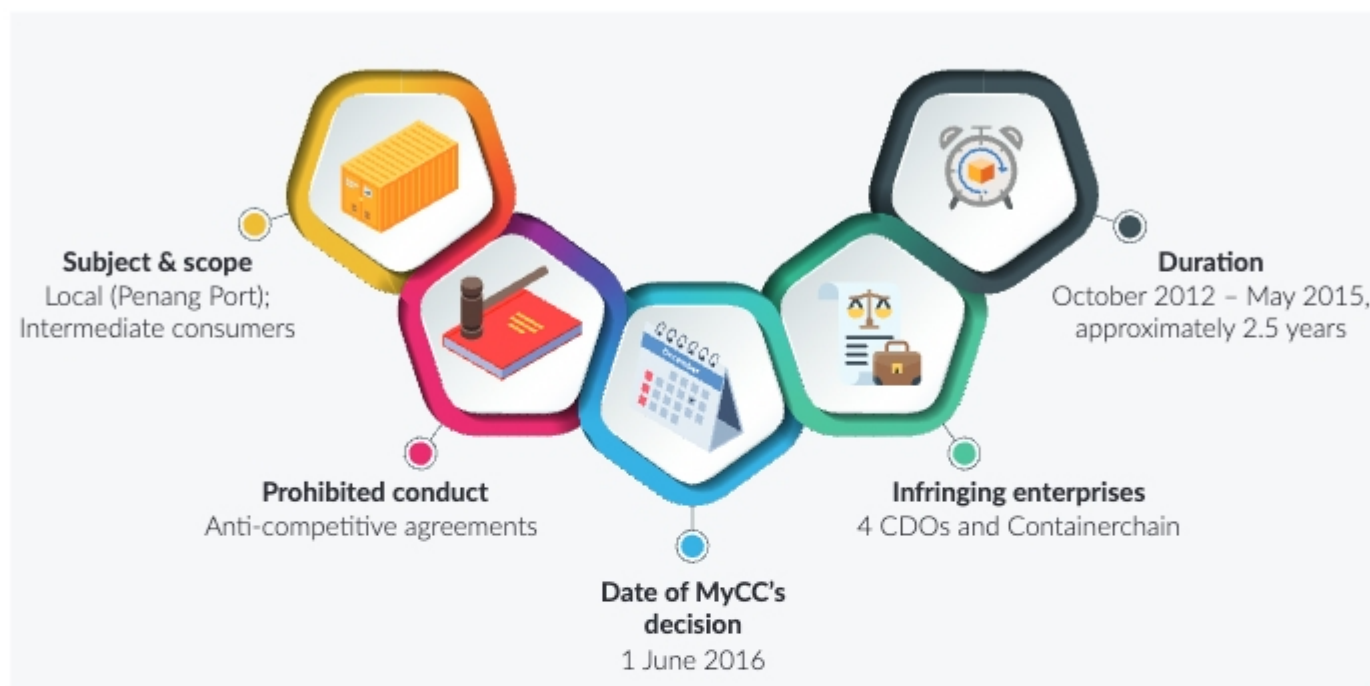 Subject & scope
Local (Penang Port);
Intermediate consumers
Prohibited conduct
Anti-competitive agreements
December
Date of MyCC's
decision
1 June 2016
Infringing enterprises
4 CDOs and Containerchain
Duration
October 2012 – May 2015,
approximately 2.5 years